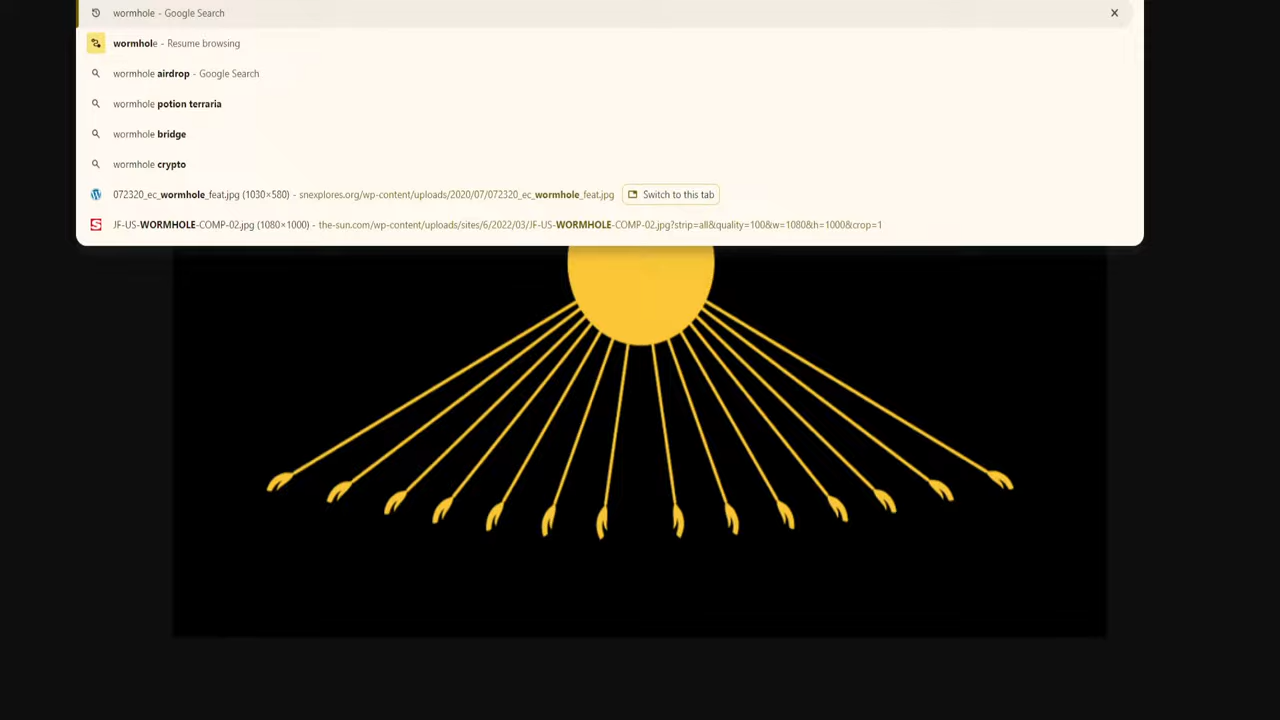 wormhole - Google Search
wormhole - Resume browsing
wormhole airdrop - Google Search
wormhole potion terraria
wormhole bridge
wormhole crypto
072320_ec_wormhole_feat.jpg (1030×580) - snexplores.org/wp-content/uploads/2020/07/072320_ec_wormhole_feat.jpg Switch to this tab
JF-US-WORMHOLE-COMP-02.jpg (1080×1000) - the-sun.com/wp-content/uploads/sites/6/2022/03/JF-US-WORMHOLE-COMP-02.jpg?strip=all&quality=100&w=1080&h=1000&crop=1